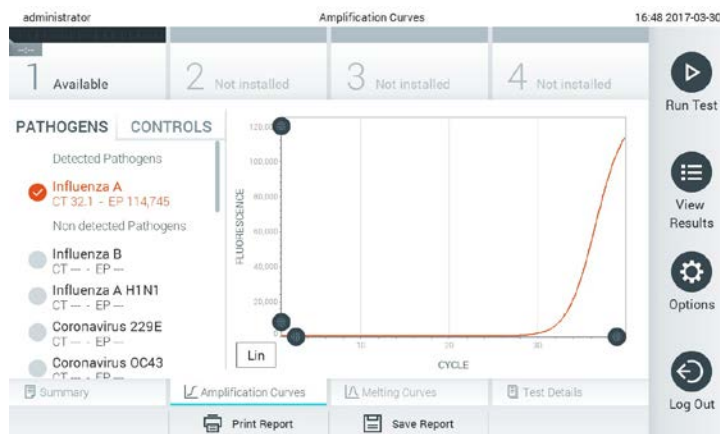 administrator
Amplification Curves
16:48 2017-03-30
--:--
1 Available
2 Not installed
3 Not installed
4 Not installed
Run Test
View
Results
Options
Log Out
PATHOGENS
CONTROLS
Detected Pathogens
Influenza A
CT 32.1 - EP 114,745
Non detected Pathogens
Influenza B
CT --- - EP ---
Influenza A H1N1
CT --- - EP ---
Coronavirus 229E
CT --- - EP ---
Coronavirus OC43
CT --- - EP ---
FLUORESCENCE
100,000
80,000
60,000
40,000
20,000
0
10
30
CYCLE
Lin
Summary
Amplification Curves
Melting Curves
Test Details
Print Report
Save Report